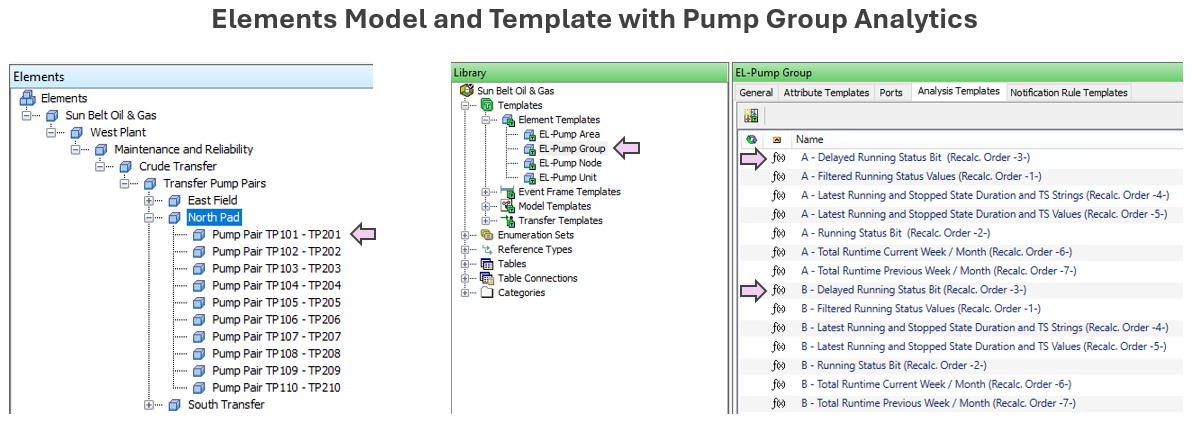 Elements Model and Template with Pump Group Analytics
Elements
Elements
Sun Belt Oil & Gas
West Plant
Maintenance and Reliability
Crude Transfer
Transfer Pump Pairs
East Field
North Pad
Pump Pair TP101 - TP201
Pump Pair TP102 - TP202
Pump Pair TP103 - TP203
Pump Pair TP104 - TP204
Pump Pair TP105 - TP205
Pump Pair TP106 - TP206
Pump Pair TP107 - TP207
Pump Pair TP108 - TP208
Pump Pair TP109 - TP209
Pump Pair TP110 - TP210
South Transfer
Library
Sun Belt Oil & Gas
Templates
Element Templates
EL-Pump Area
EL-Pump Group
EL-Pump Node
EL-Pump Unit
Event Frame Templates
Model Templates
Transfer Templates
Enumeration Sets
Reference Types
Tables
Table Connections
Categories
EL-Pump Group
General Attribute Templates Ports Analysis Templates Notification Rule Templates
Name
f(x) A - Delayed Running Status Bit (Recalc. Order -3-)
f(x) A - Filtered Running Status Values (Recalc. Order -1-)
f(x) A - Latest Running and Stopped State Duration and TS Strings (Recalc. Order -4-)
f(x) A - Latest Running and Stopped State Duration and TS Values (Recalc. Order -5-)
f(x) A - Running Status Bit (Recalc. Order -2-)
f(x) A - Total Runtime Current Week / Month (Recalc. Order -6-)
f(x) A - Total Runtime Previous Week / Month (Recalc. Order -7-)
f(x) B - Delayed Running Status Bit (Recalc. Order -3-)
f(x) B - Filtered Running Status Values (Recalc. Order -1-)
f(x) B - Latest Running and Stopped State Duration and TS Strings (Recalc. Order -4-)
f(x) B - Latest Running and Stopped State Duration and TS Values (Recalc. Order -5-)
f(x) B - Running Status Bit (Recalc. Order -2-)
f(x) B - Total Runtime Current Week / Month (Recalc. Order -6-)
f(x) B - Total Runtime Previous Week / Month (Recalc. Order -7-)